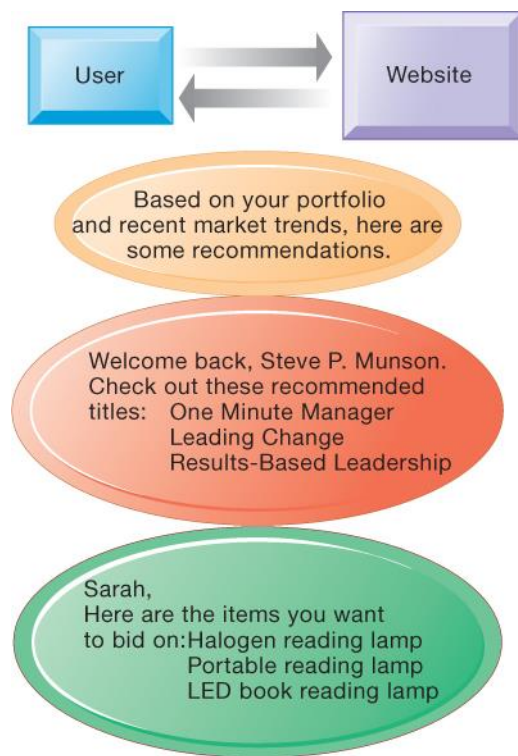 User
Website
Based on your portfolio
and recent market trends, here are
some recommendations.
Welcome back, Steve P. Munson.
Check out these recommended
titles: One Minute Manager
Leading Change
Results-Based Leadership
Sarah,
Here are the items you want
to bid on:Halogen reading lamp
Portable reading lamp
LED book reading lamp